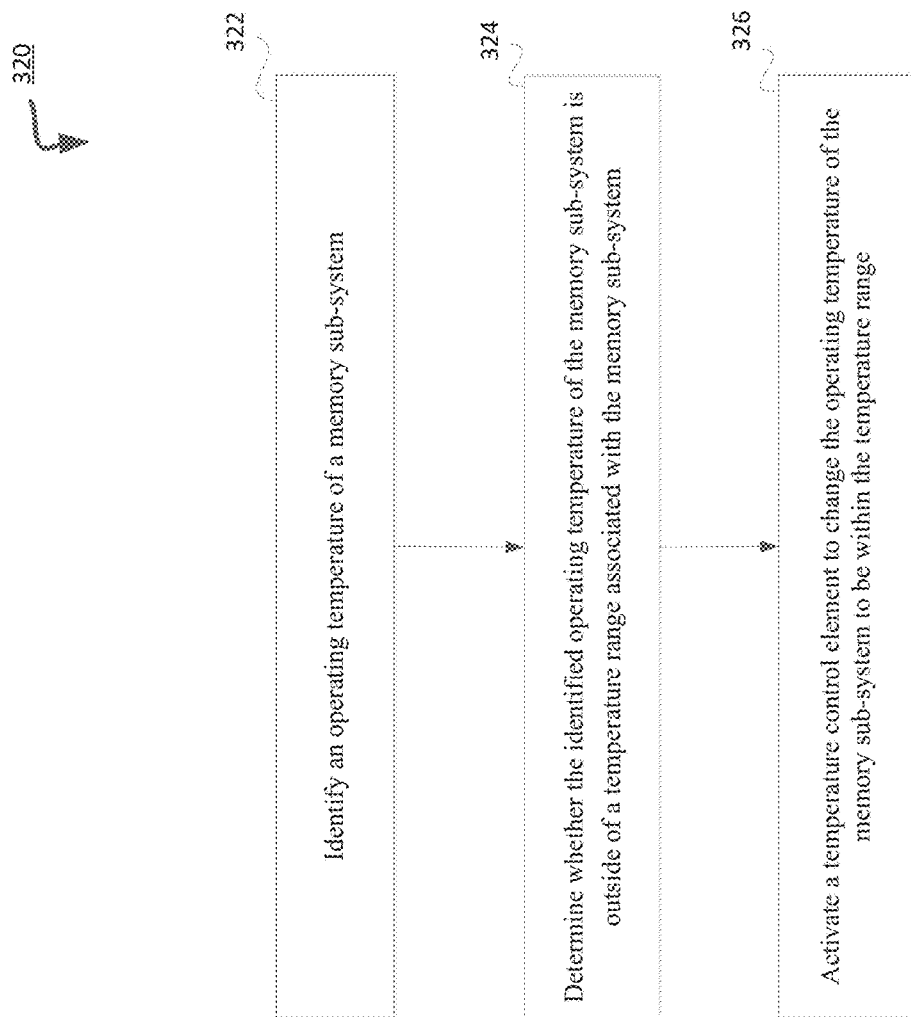 320
322
Identify an operating temperature of a memory sub-system
324
Determine whether the identified operating temperature of the memory sub-system is
outside of a temperature range associated with the memory sub-system
326
Activate a temperature control element to change the operating temperature of the
memory sub-system to be within the temperature range